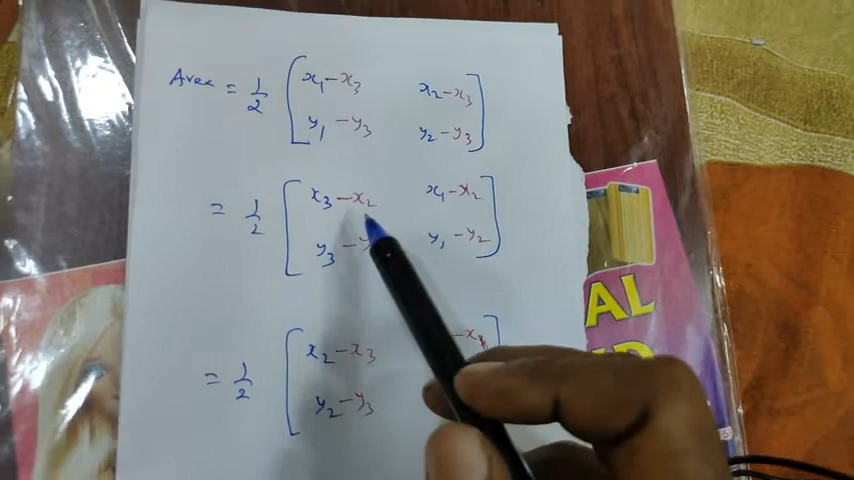 Area = 1/2 [ x₁ - x₃ x₂ - x₃
y₁ - y₃ y₂ - y₃ ]
= 1/2 [ x₃ - x₂ x₁ - x₂
y₃ - y₁ - y₂ ]
= 1/2 [ x₂ - x₃ - x ]
y₂ - y₃
AL